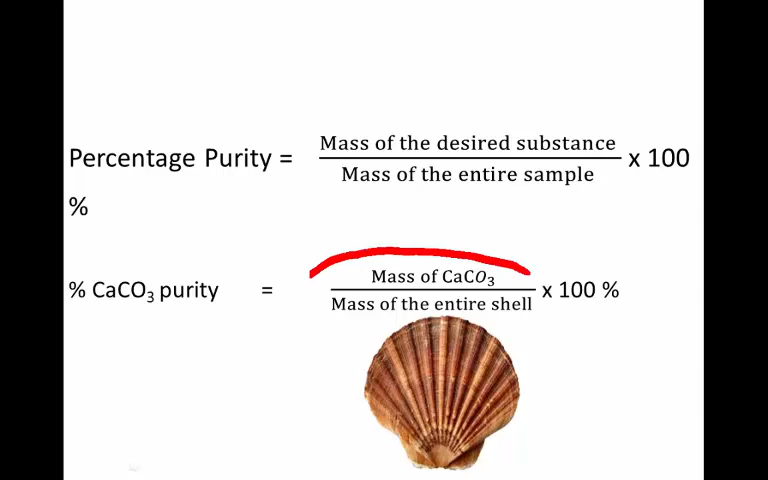 Percentage Purity = Mass of the desired substance / Mass of the entire sample x 100
%
% CaCO₃ purity = Mass of CaCO₃ / Mass of the entire shell x 100 %